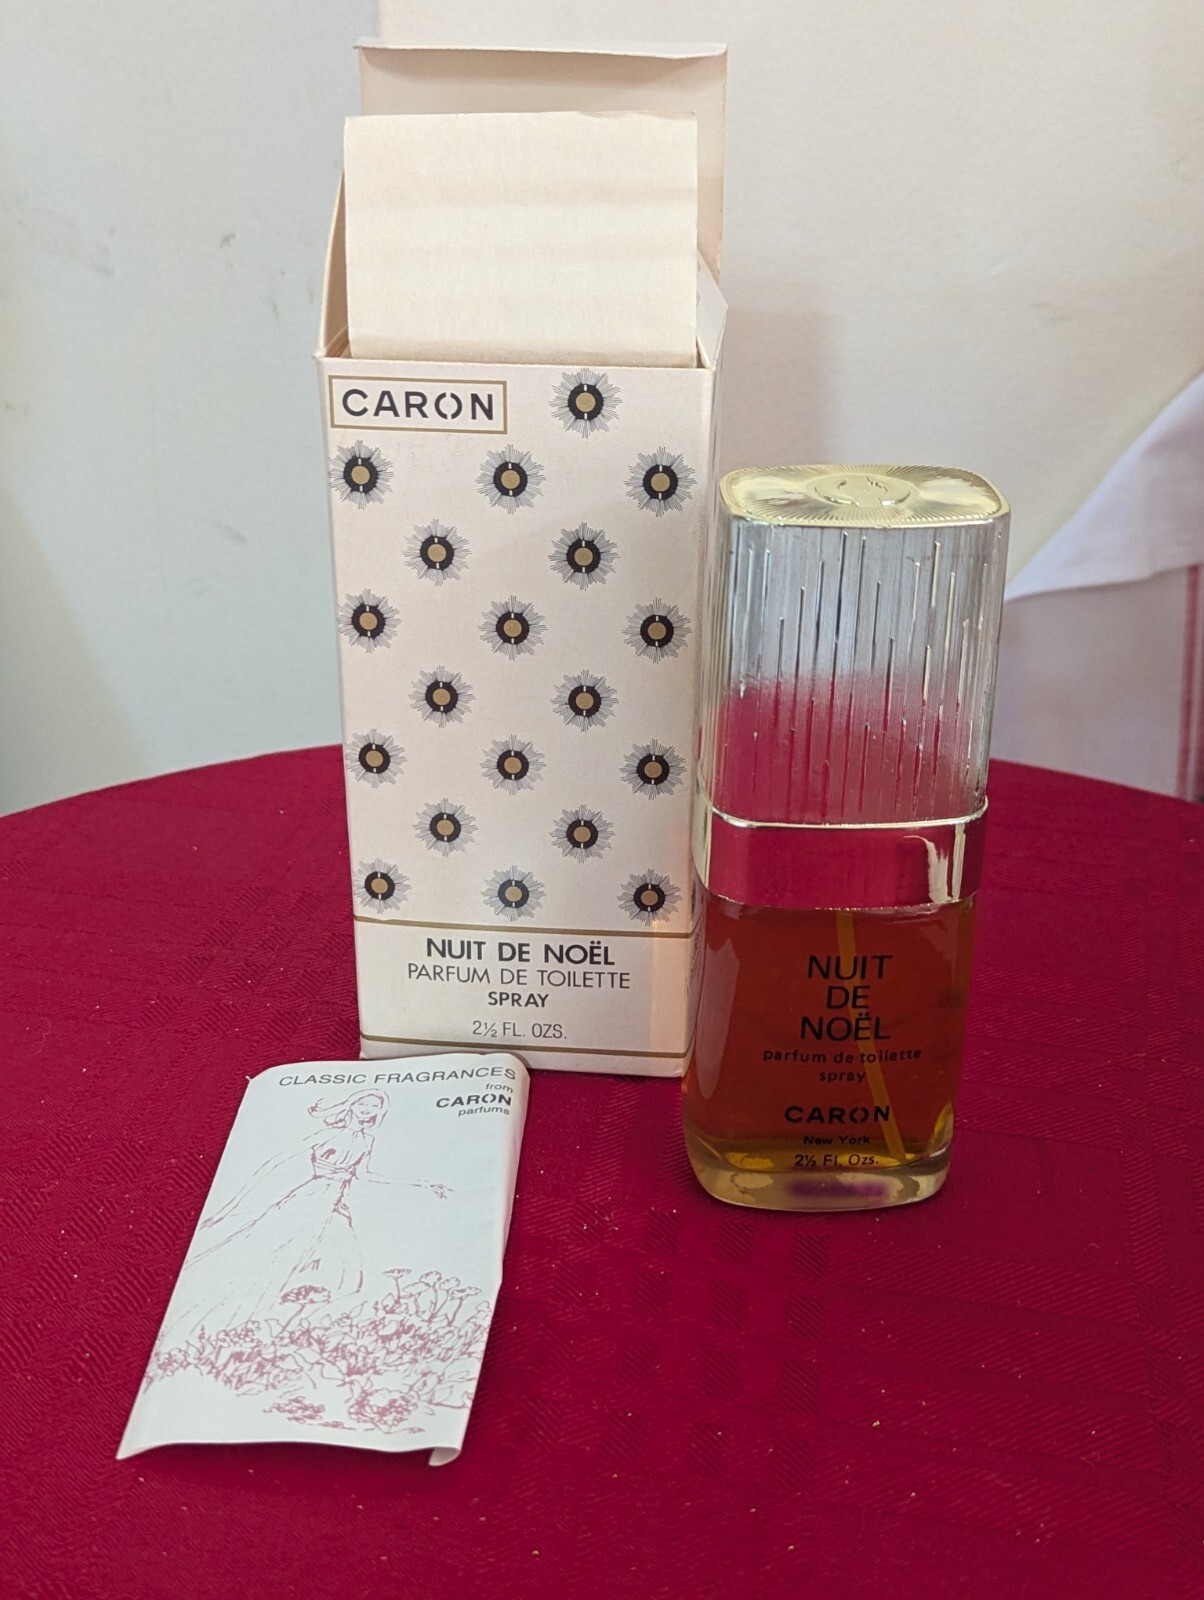 CARON
NUIT DE NOËL
PARFUM DE TOILETTE
SPRAY
2½ FL. OZS.
CLASSIC FRAGRANCES
from
CARON
parfums
NUIT
DE
NOËL
parfum de toilette
spray
CARON
New York
2½ Fl. Ozs.